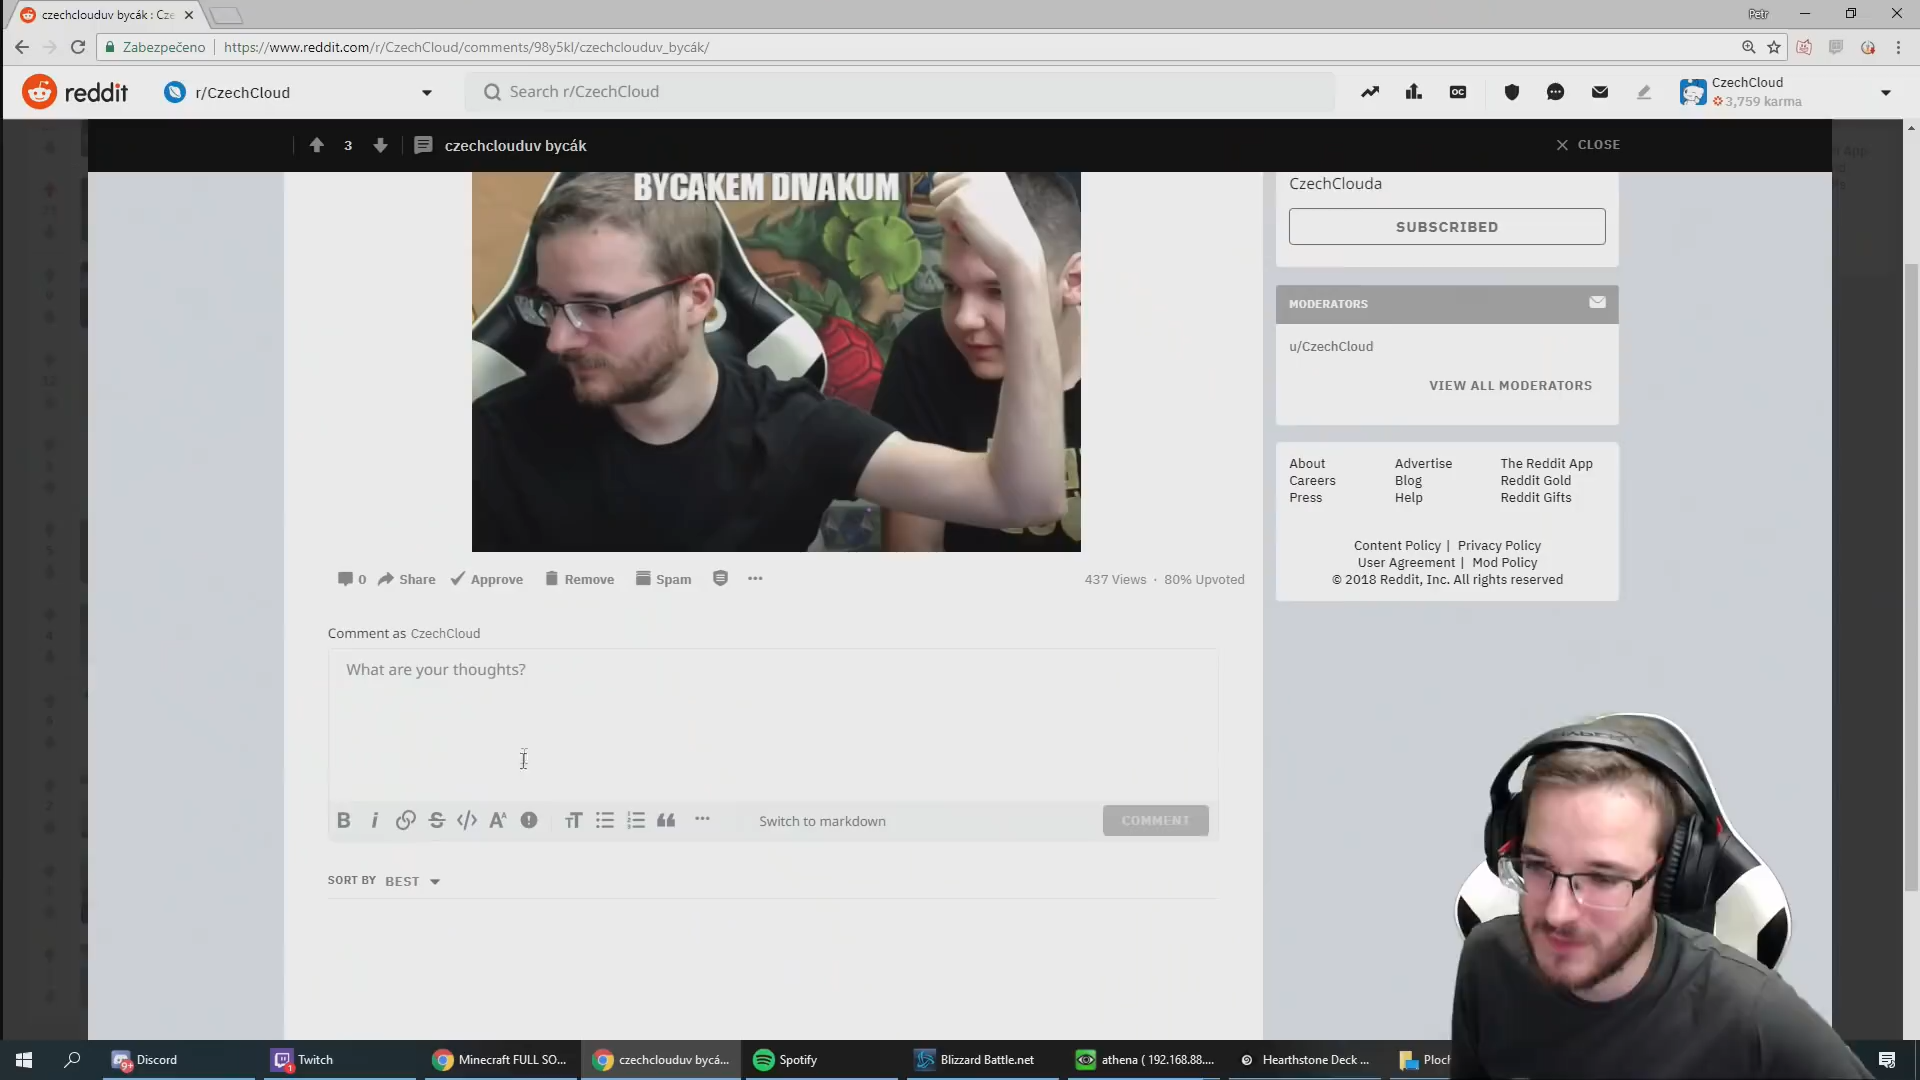 czechclouduv bycák : Cze
Petr
Zabezpečeno
https://www.reddit.com/r/CzechCloud/comments/98y5kl/czechclouduv_bycák/
reddit
r/CzechCloud
Search r/CzechCloud
OC
CzechCloud
3,759 karma
3
czechclouduv bycák
CLOSE
BYCAKEM DIVAKUM
CzechClouda
SUBSCRIBED
MODERATORS
u/CzechCloud
VIEW ALL MODERATORS
About
Advertise
The Reddit App
Careers
Blog
Reddit Gold
Press
Help
Reddit Gifts
Content Policy | Privacy Policy
User Agreement | Mod Policy
© 2018 Reddit, Inc. All rights reserved
0
Share
Approve
Remove
Spam
437 Views · 80% Upvoted
Comment as CzechCloud
What are your thoughts?
Switch to markdown
COMMENT
SORT BY BEST
Discord
9+
Twitch
1
Minecraft FULL SO...
czechclouduv bycá...
Spotify
Blizzard Battle.net
athena ( 192.168.88....
Hearthstone Deck ...
Ploch